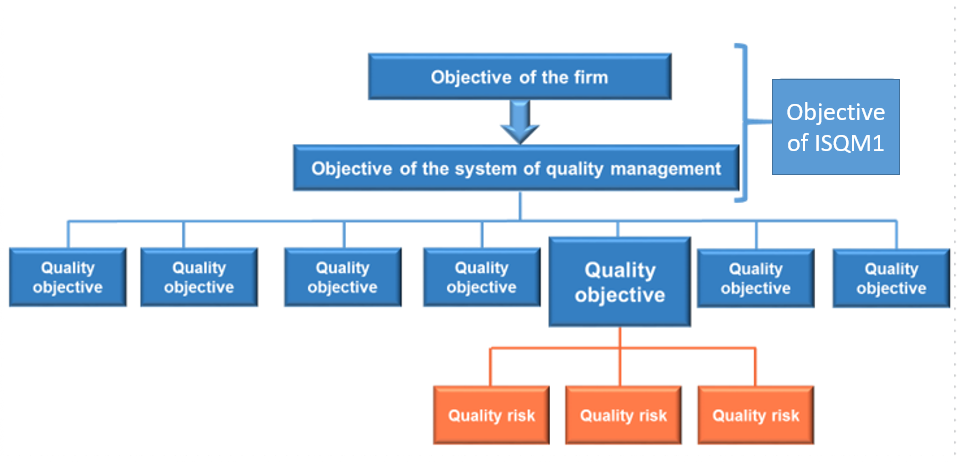 Objective of the firm
Objective
of ISQM1
Objective of the system of quality management
Quality
objective
Quality
objective
Quality
objective
Quality
objective
Quality
objective
Quality
objective
Quality
objective
Quality risk
Quality risk
Quality risk